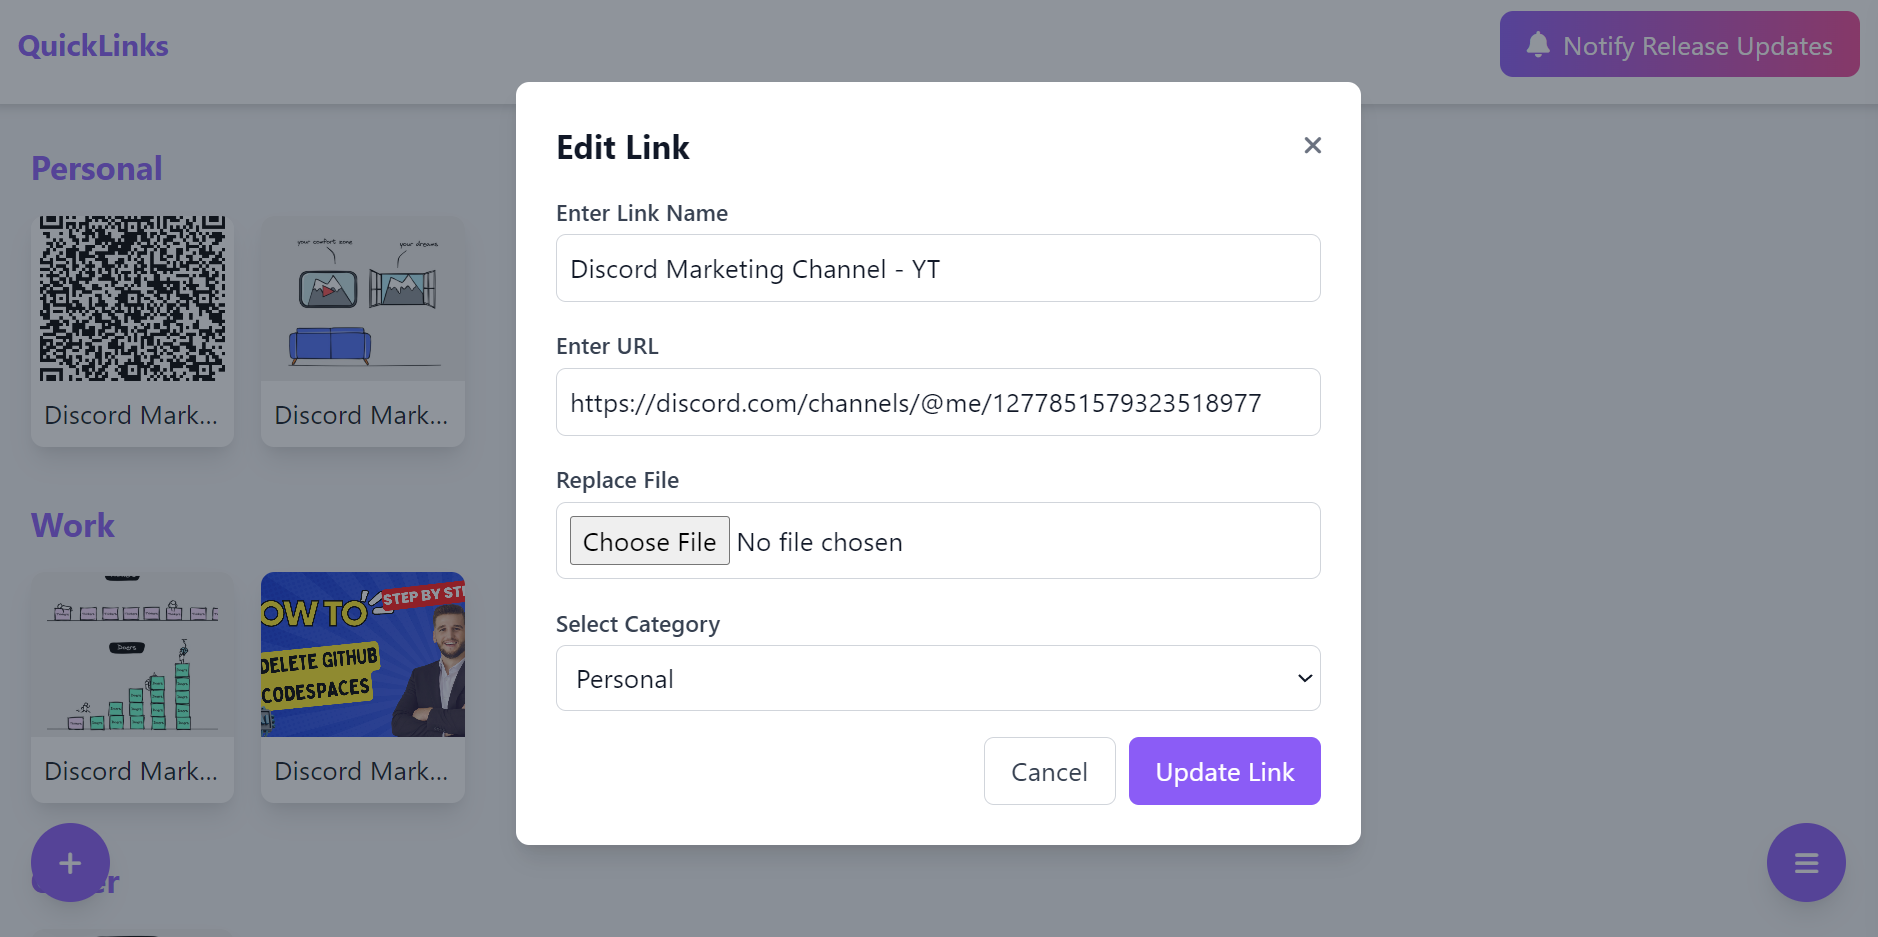 QuickLinks
Notify Release Updates
Personal
your comfort zone
your dreams
Discord Mark...
Discord Mark...
Work
Doers
OW TO
STEP BY STE
DELETE GITHUB
CODESPACES
Discord Mark...
Discord Mark...
Edit Link
Enter Link Name
Discord Marketing Channel - YT
Enter URL
https://discord.com/channels/@me/1277851579323518977
Replace File
Choose File No file chosen
Select Category
Personal
Cancel
Update Link